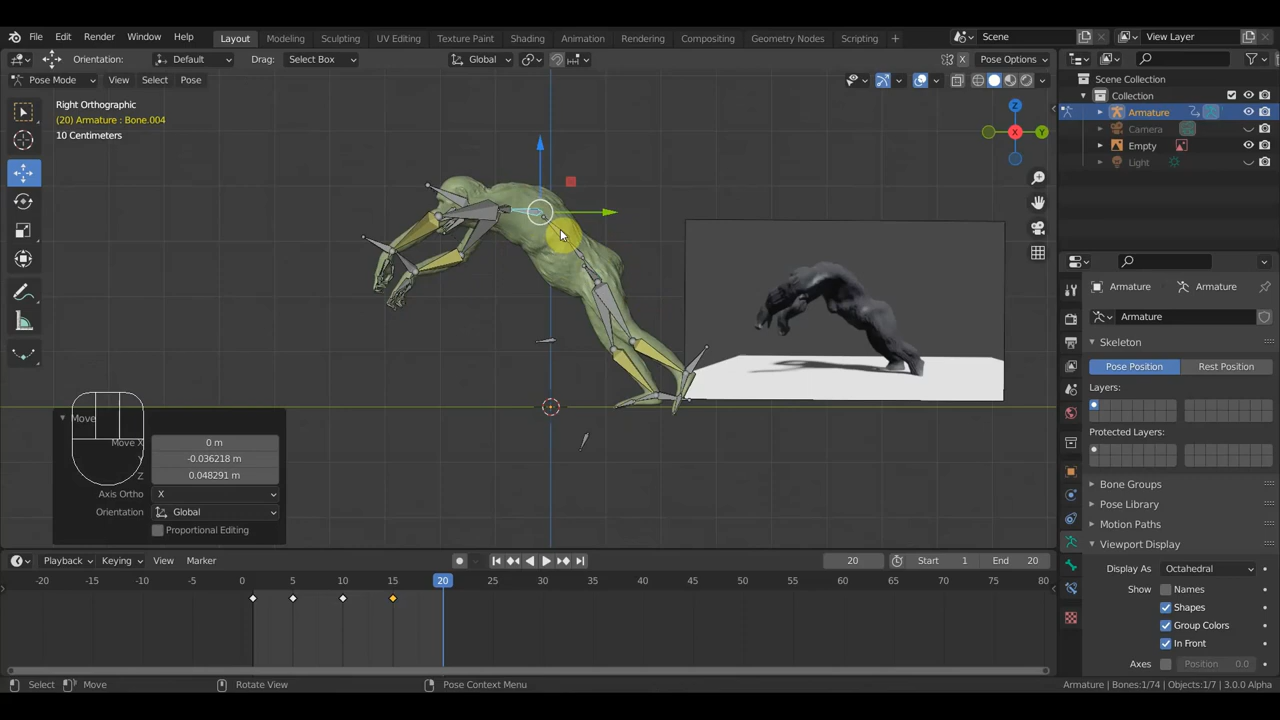 File Edit Render Window Help Layout Modeling Sculpting UV Editing Texture Paint Shading Animation Rendering Compositing Geometry Nodes Scripting + Scene View Layer
Orientation: Default Drag: Select Box Global X Pose Options
Pose Mode View Select Pose
Scene Collection
Collection
Armature
Camera
Empty
Light
Right Orthographic
(20) Armature : Bone.004
10 Centimeters
Z
X
Y
Armature Armature
Armature
Skeleton
Pose Position Rest Position
Layers:
Protected Layers:
Bone Groups
Pose Library
Motion Paths
Viewport Display
Display As Octahedral
Show Names
Shapes
Group Colors
In Front
Axes Position 0.0
Move
Move X 0 m
Y -0.036218 m
Z 0.048291 m
Axis Ortho X
Orientation Global
Proportional Editing
Playback Keying View Marker 20 Start 1 End 20
-20 -15 -10 -5 0 5 10 15 20 25 30 35 40 45 50 55 60 65 70 75 80
Select Move Rotate View Pose Context Menu Armature | Bones:1/74 | Objects:1/7 | 3.0.0 Alpha